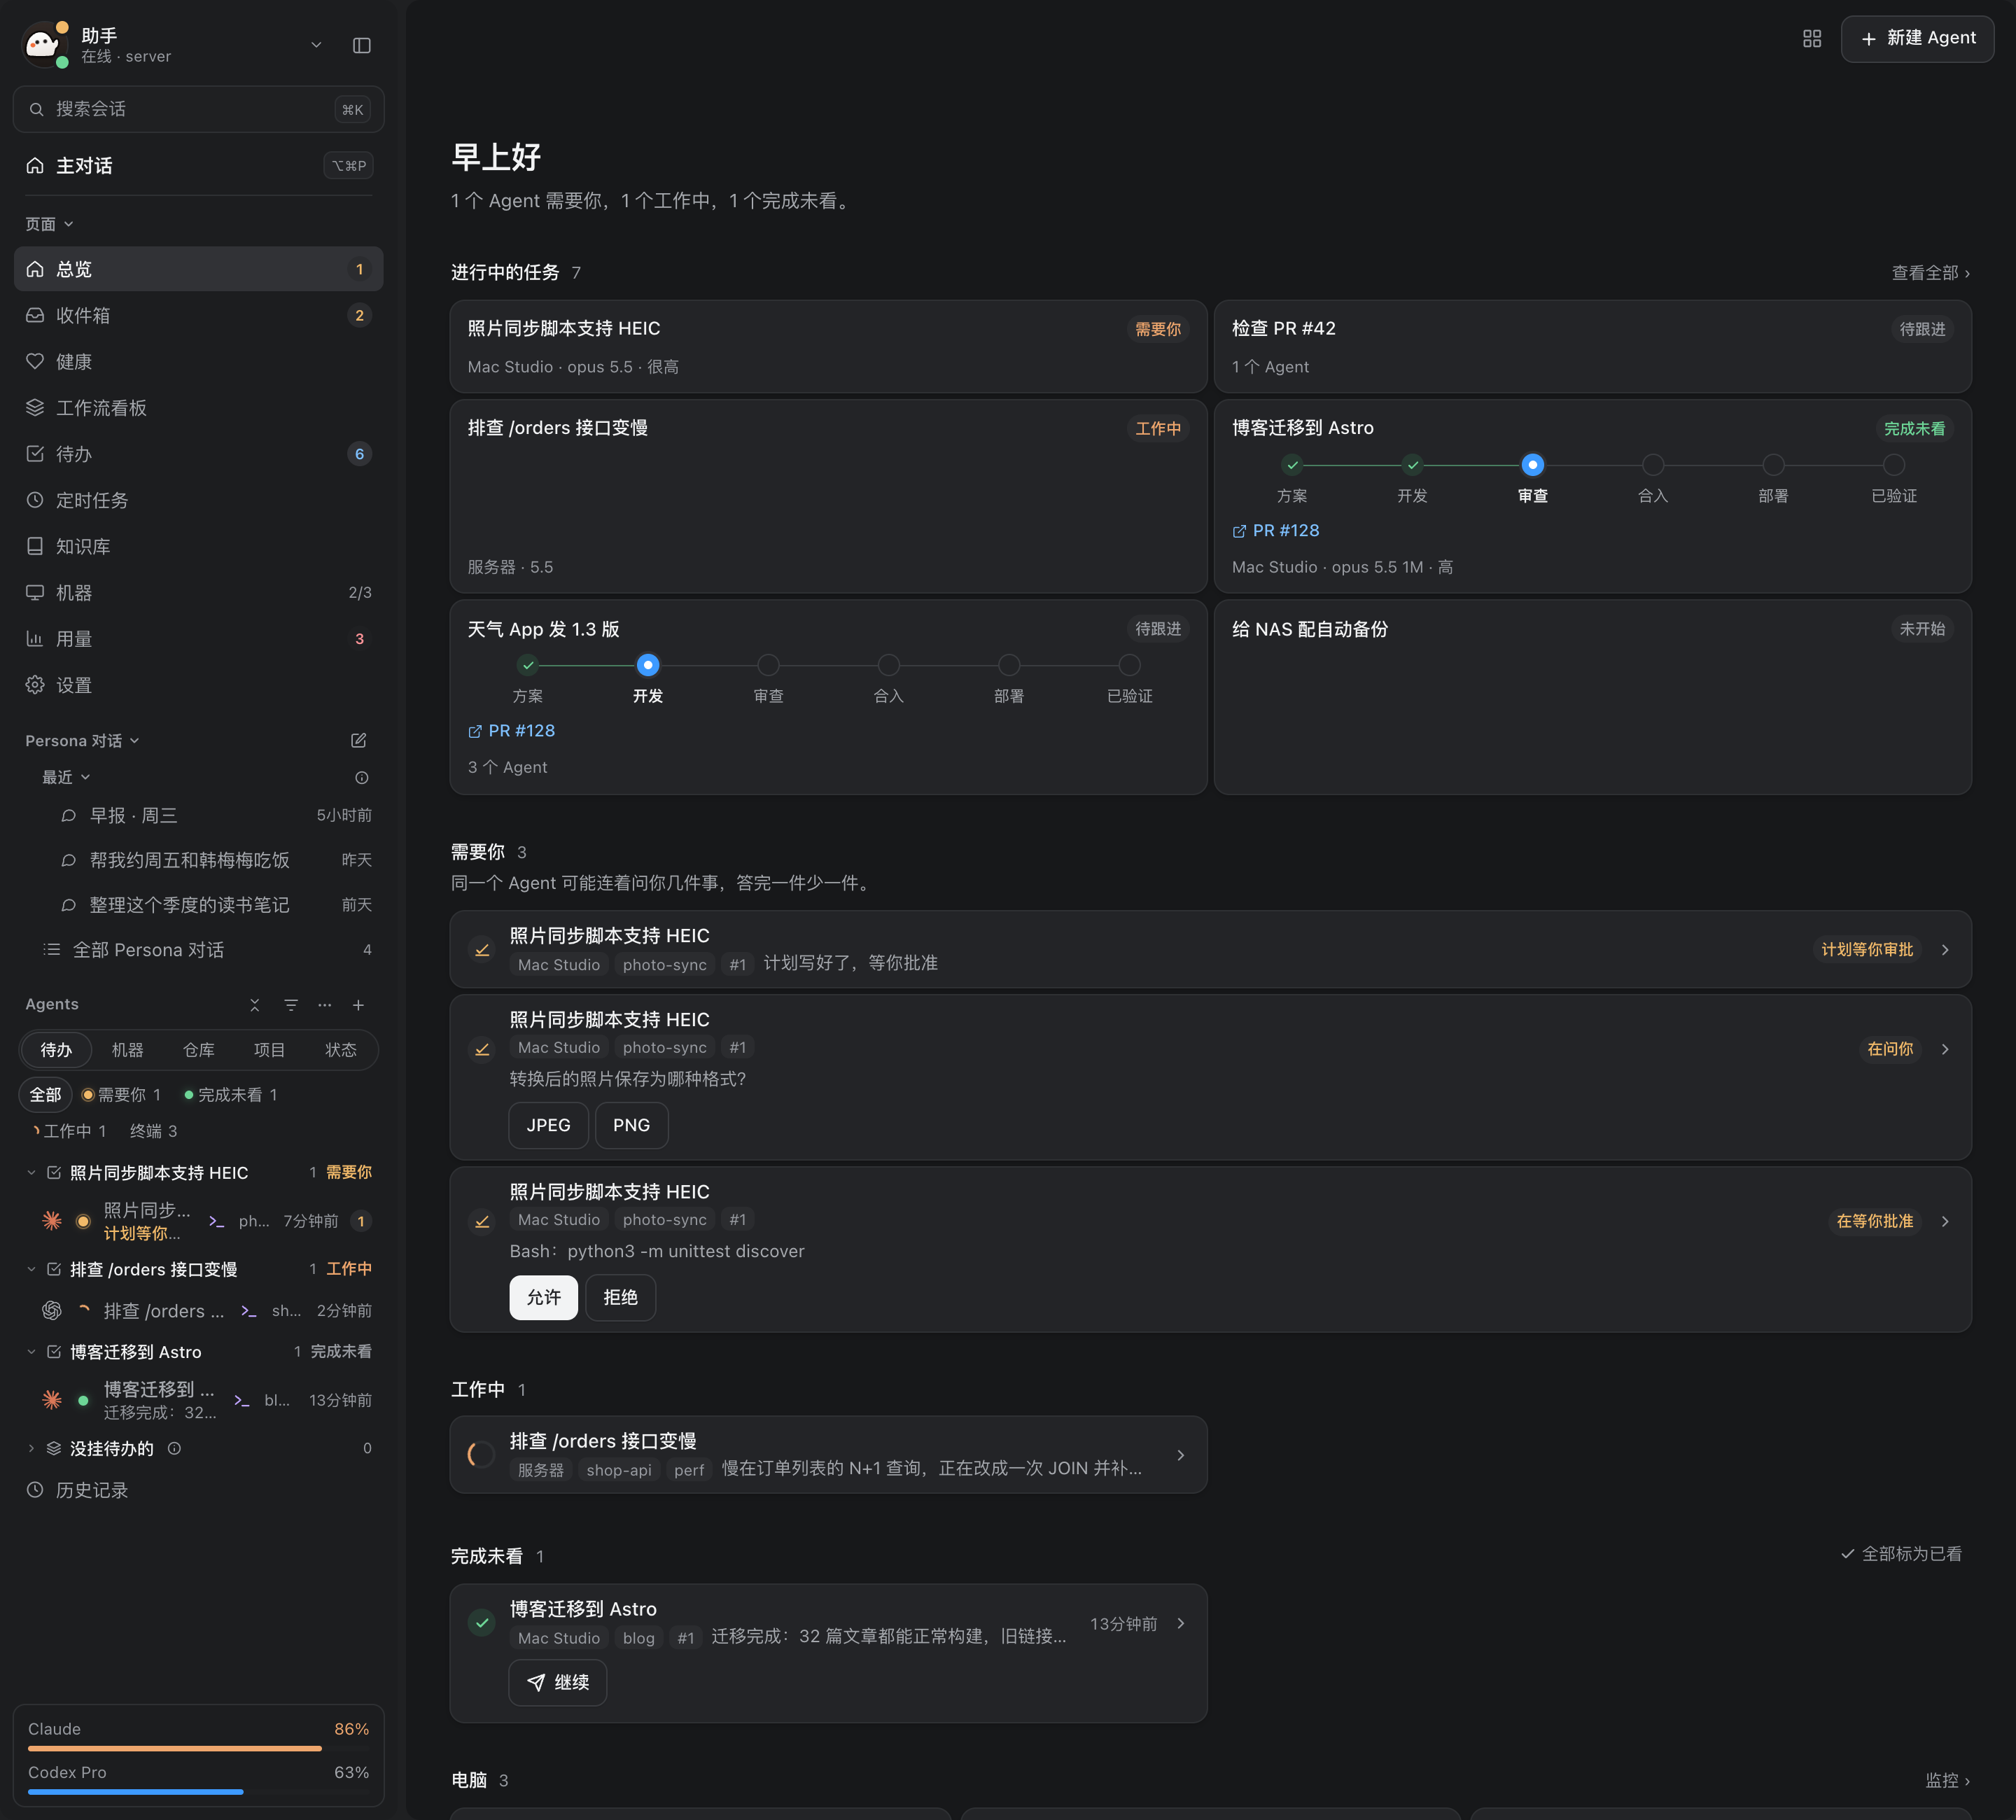 助手
在线 · server
搜索会话
⌘K
主对话
⌥⌘P
页面
总览
1
收件箱
2
健康
工作流看板
待办
6
定时任务
知识库
机器
2/3
用量
3
设置
Persona 对话
最近
早报 · 周三
5小时前
帮我约周五和韩梅梅吃饭
昨天
整理这个季度的读书笔记
前天
全部 Persona 对话
4
Agents
待办
机器
仓库
项目
状态
全部
需要你 1
完成未看 1
工作中 1
终端 3
照片同步脚本支持 HEIC
1 需要你
照片同步...
ph...
7分钟前
1
计划等你...
排查 /orders 接口变慢
1 工作中
排查 /orders ...
sh...
2分钟前
博客迁移到 Astro
1 完成未看
博客迁移到 ...
bl...
13分钟前
迁移完成：32...
没挂待办的
0
历史记录
Claude
86%
Codex Pro
63%
新建 Agent
早上好
1 个 Agent 需要你，1 个工作中，1 个完成未看。
进行中的任务 7
查看全部 ›
照片同步脚本支持 HEIC
需要你
Mac Studio · opus 5.5 · 很高
检查 PR #42
待跟进
1 个 Agent
排查 /orders 接口变慢
工作中
服务器 · 5.5
博客迁移到 Astro
完成未看
方案
开发
审查
合入
部署
已验证
PR #128
Mac Studio · opus 5.5 1M · 高
天气 App 发 1.3 版
待跟进
方案
开发
审查
合入
部署
已验证
PR #128
3 个 Agent
给 NAS 配自动备份
未开始
需要你 3
同一个 Agent 可能连着问你几件事，答完一件少一件。
照片同步脚本支持 HEIC
Mac Studio
photo-sync
#1
计划写好了，等你批准
计划等你审批
照片同步脚本支持 HEIC
Mac Studio
photo-sync
#1
转换后的照片保存为哪种格式？
JPEG
PNG
在问你
照片同步脚本支持 HEIC
Mac Studio
photo-sync
#1
Bash：python3 -m unittest discover
允许
拒绝
在等你批准
工作中 1
排查 /orders 接口变慢
服务器
shop-api
perf
慢在订单列表的 N+1 查询，正在改成一次 JOIN 并补...
完成未看 1
全部标为已看
博客迁移到 Astro
Mac Studio
blog
#1
迁移完成：32 篇文章都能正常构建，旧链接...
13分钟前
继续
电脑 3
监控 ›